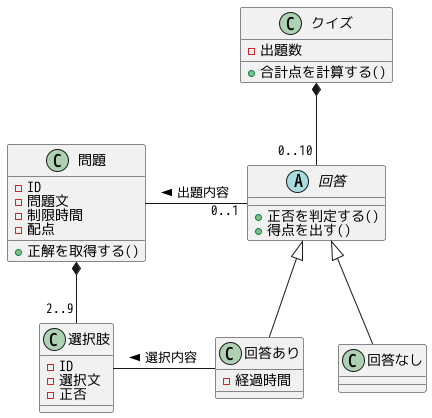 C クイズ
出題数
合計点を計算する()
0..10
C 問題
ID
問題文
制限時間
配点
正解を取得する()
出題内容
0..1
A 回答
正否を判定する()
得点を出す()
2..9
C 選択肢
ID
選択文
正否
選択内容
C 回答あり
経過時間
C 回答なし